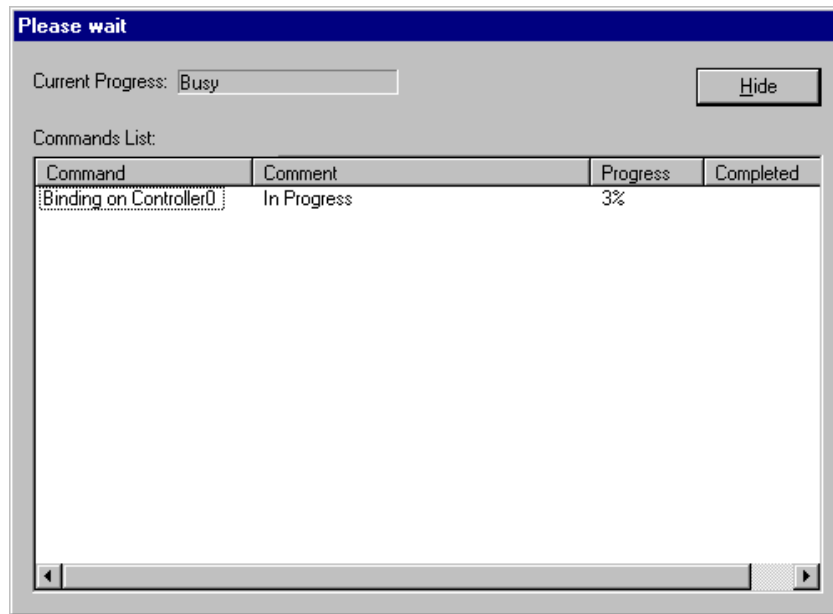 Please wait
Current Progress: Busy
Hide
Commands List:
Command Comment Progress Completed
Binding on Controller0 In Progress 3%